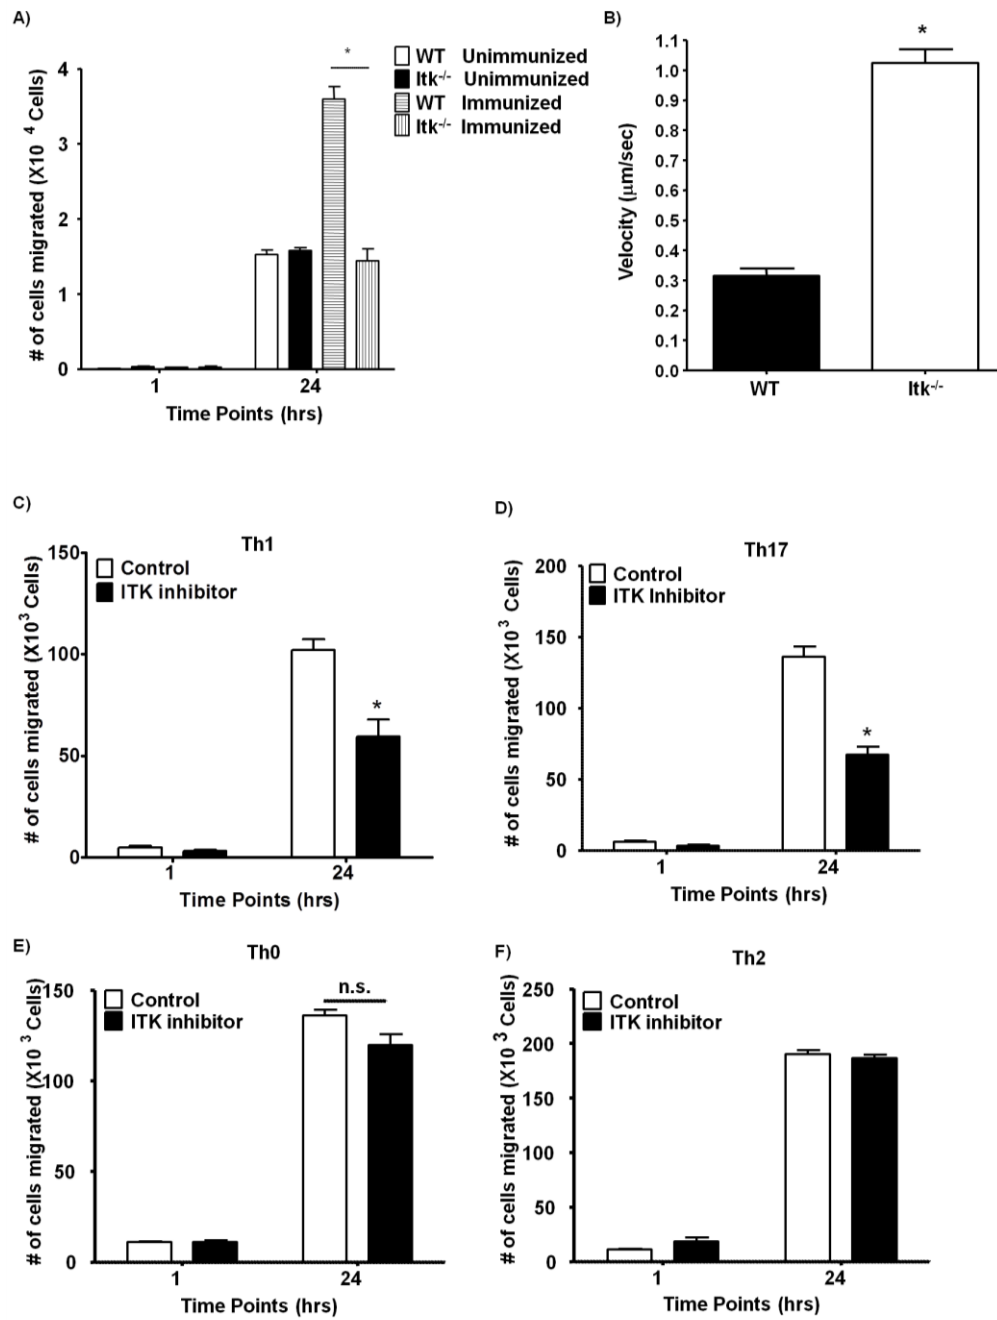 A)
*
WT Unimmunized
Itk-/- Unimmunized
WT Immunized
Itk-/- Immunized
# of cells migrated (X10 4 Cells)
4
3
2
1
0
1 24
Time Points (hrs)
B)
*
Velocity (µm/sec)
1.1
1.0
0.9
0.8
0.7
0.6
0.5
0.4
0.3
0.2
0.1
0.0
WT Itk-/-
C)
Th1
Control
ITK inhibitor
# of cells migrated (X103 Cells)
150
100
50
0
*
1 24
Time Points (hrs)
D)
Th17
Control
ITK Inhibitor
# of cells migrated (X10 3 Cells)
200
150
100
50
0
*
1 24
Time Points (hrs)
E)
Th0
Control
ITK inhibitor
n.s.
# of cells migrated (X10 3 Cells)
150
100
50
0
1 24
Time Points (hrs)
F)
Th2
Control
ITK inhibitor
# of cells migrated (X10 3 Cells)
250
200
150
100
50
0
1 24
Time Points (hrs)